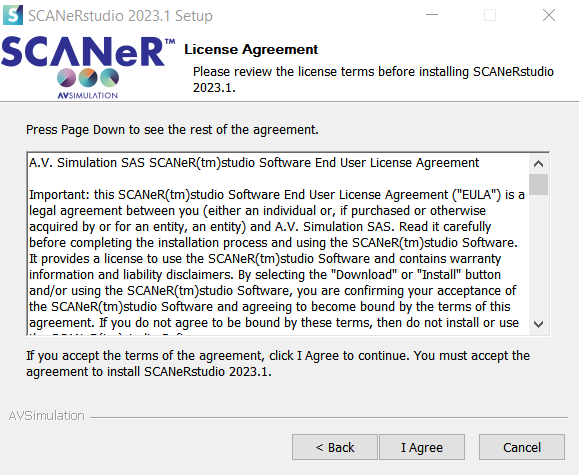 SCANeRstudio 2023.1 Setup
SCANeR™
AVSIMULATION
License Agreement
Please review the license terms before installing SCANeRstudio
2023.1.
Press Page Down to see the rest of the agreement.
A.V. Simulation SAS SCANeR(tm)studio Software End User License Agreement
Important: this SCANeR(tm)studio Software End User License Agreement ("EULA") is a
legal agreement between you (either an individual or, if purchased or otherwise
acquired by or for an entity, an entity) and A.V. Simulation SAS. Read it carefully
before completing the installation process and using the SCANeR(tm)studio Software.
It provides a license to use the SCANeR(tm)studio Software and contains warranty
information and liability disclaimers. By selecting the "Download" or "Install" button
and/or using the SCANeR(tm)studio Software, you are confirming your acceptance of
the SCANeR(tm)studio Software and agreeing to become bound by the terms of this
agreement. If you do not agree to be bound by these terms, then do not install or use
If you accept the terms of the agreement, click I Agree to continue. You must accept the
agreement to install SCANeRstudio 2023.1.
AVSimulation
< Back
I Agree
Cancel